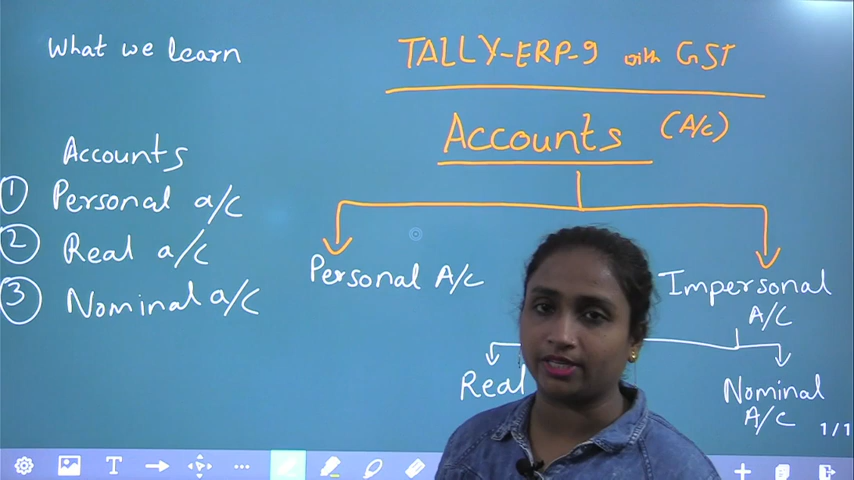 What we learn
Accounts
1 Personal a/c
2 Real a/c
3 Nominal a/c
TALLY-ERP-9 with GST
Accounts (A/c)
Personal A/c
Impersonal
A/c
Real
Nominal
A/c
1/1
T